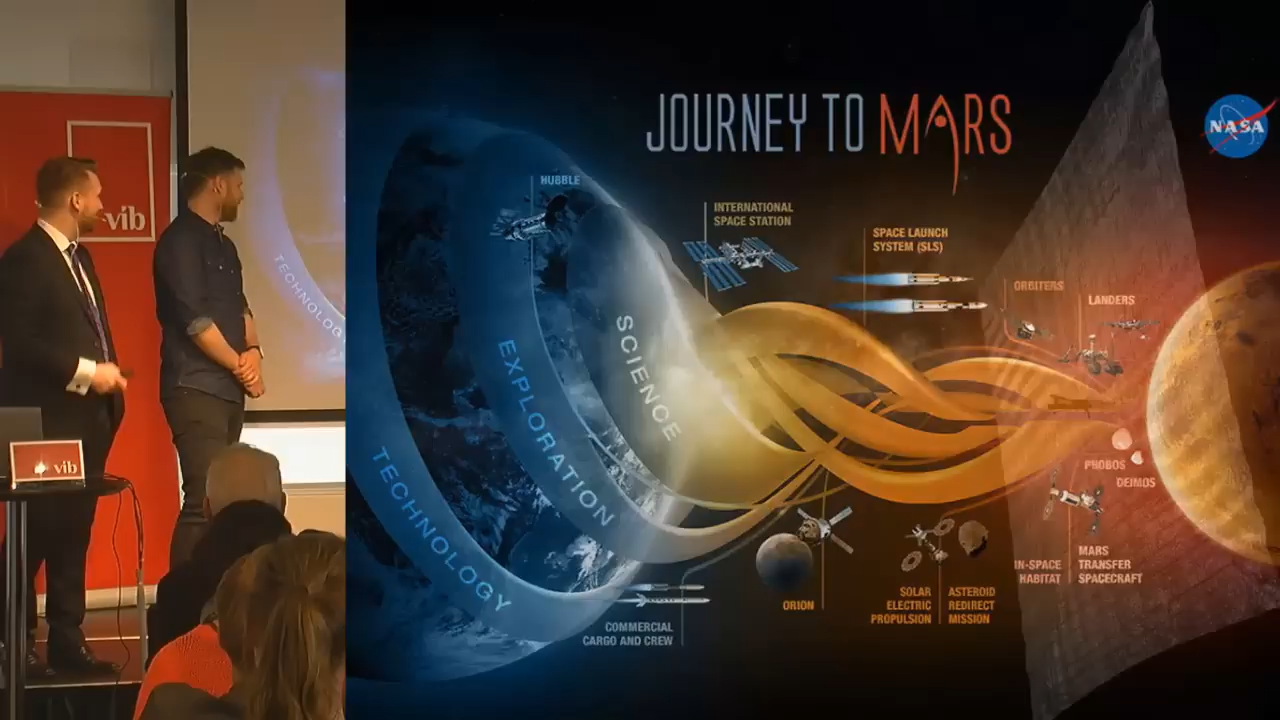 vib
TECHNOLOG
vib
JOURNEY TO MARS
NASA
HUBBLE
INTERNATIONAL
SPACE STATION
SPACE LAUNCH
SYSTEM (SLS)
ORBITERS
LANDERS
SCIENCE
EXPLORATION
TECHNOLOGY
PHOBOS
DEIMOS
COMMERCIAL
CARGO AND CREW
ORION
SOLAR
ELECTRIC
PROPULSION
ASTEROID
REDIRECT
MISSION
IN-SPACE
HABITAT
MARS
TRANSFER
SPACECRAFT